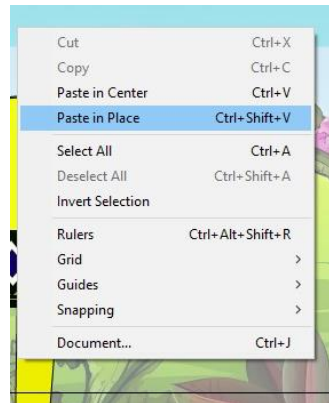 Cut Ctrl+X
Copy Ctrl+C
Paste in Center Ctrl+V
Paste in Place Ctrl+Shift+V
Select All Ctrl+A
Deselect All Ctrl+Shift+A
Invert Selection
Rulers Ctrl+Alt+Shift+R
Grid >
Guides >
Snapping >
Document... Ctrl+J